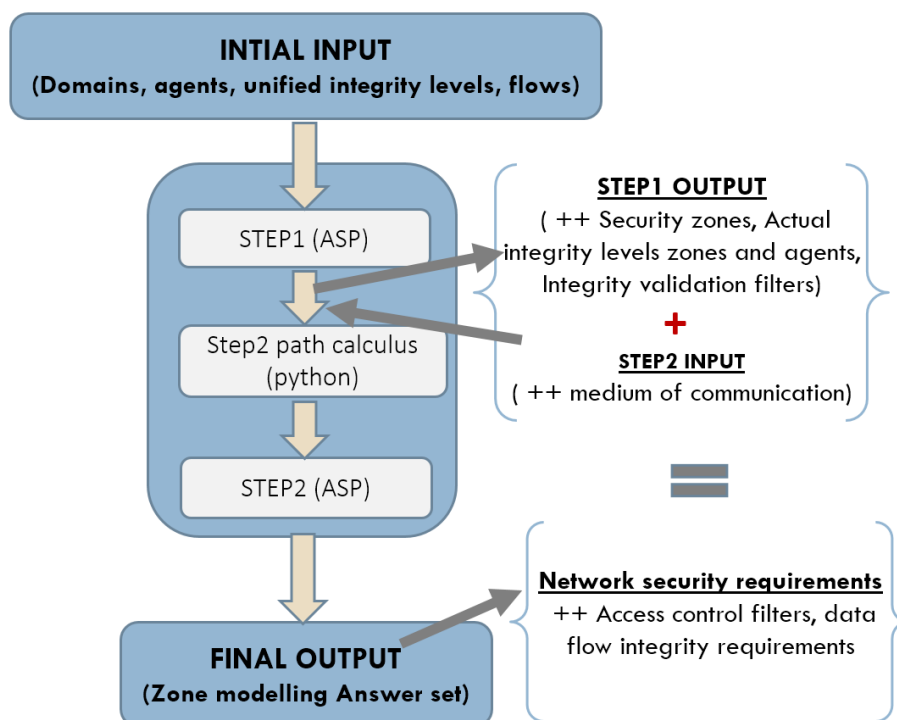 INTIAL INPUT
(Domains, agents, unified integrity levels, flows)
STEP1 (ASP)
Step2 path calculus
(python)
STEP2 (ASP)
FINAL OUTPUT
(Zone modelling Answer set)
STEP1 OUTPUT
( ++ Security zones, Actual
integrity levels zones and agents,
Integrity validation filters)
+
STEP2 INPUT
( ++ medium of communication)
=
Network security requirements
++ Access control filters, data
flow integrity requirements